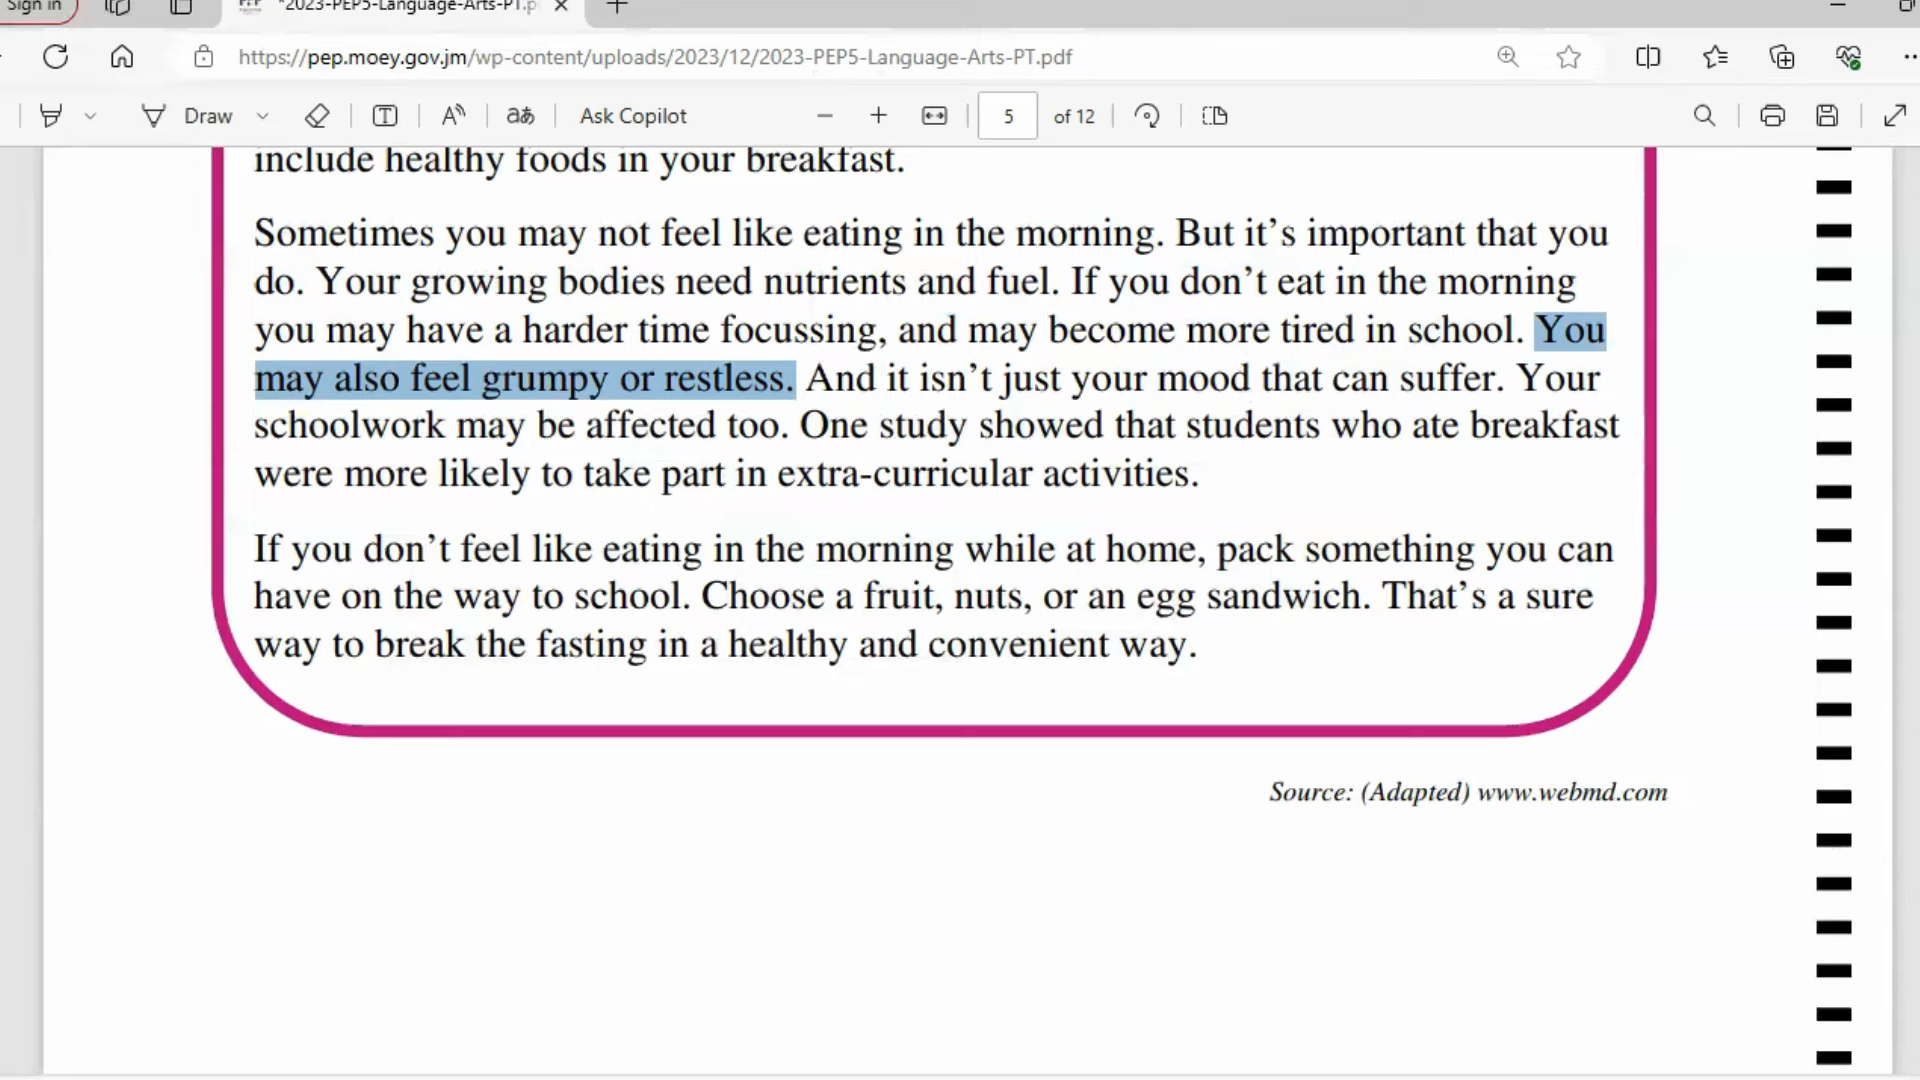 Sign in
*2023-PEP5-Language-Arts-PT.p
https://pep.moey.gov.jm/wp-content/uploads/2023/12/2023-PEP5-Language-Arts-PT.pdf
Draw
Ask Copilot
5 of 12
include healthy foods in your breakfast.
Sometimes you may not feel like eating in the morning. But it’s important that you
do. Your growing bodies need nutrients and fuel. If you don’t eat in the morning
you may have a harder time focussing, and may become more tired in school. You
may also feel grumpy or restless. And it isn’t just your mood that can suffer. Your
schoolwork may be affected too. One study showed that students who ate breakfast
were more likely to take part in extra-curricular activities.
If you don’t feel like eating in the morning while at home, pack something you can
have on the way to school. Choose a fruit, nuts, or an egg sandwich. That’s a sure
way to break the fasting in a healthy and convenient way.
Source: (Adapted) www.webmd.com